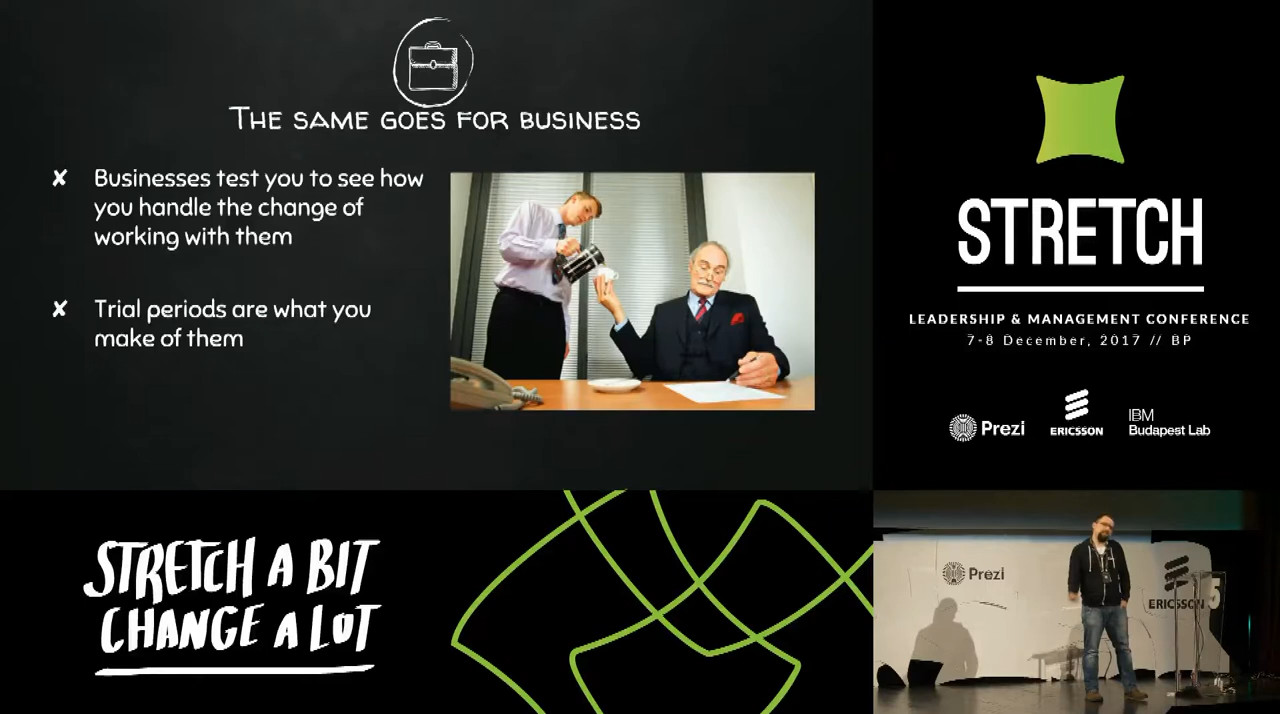 The same goes for business
✘ Businesses test you to see how
you handle the change of
working with them
✘ Trial periods are what you
make of them
STRETCH
LEADERSHIP & MANAGEMENT CONFERENCE
7-8 December, 2017 // BP
Prezi
ERICSSON
IBM
Budapest Lab
STRETCH A BIT
CHANGE A LOT
Prezi
ERICSSON
5